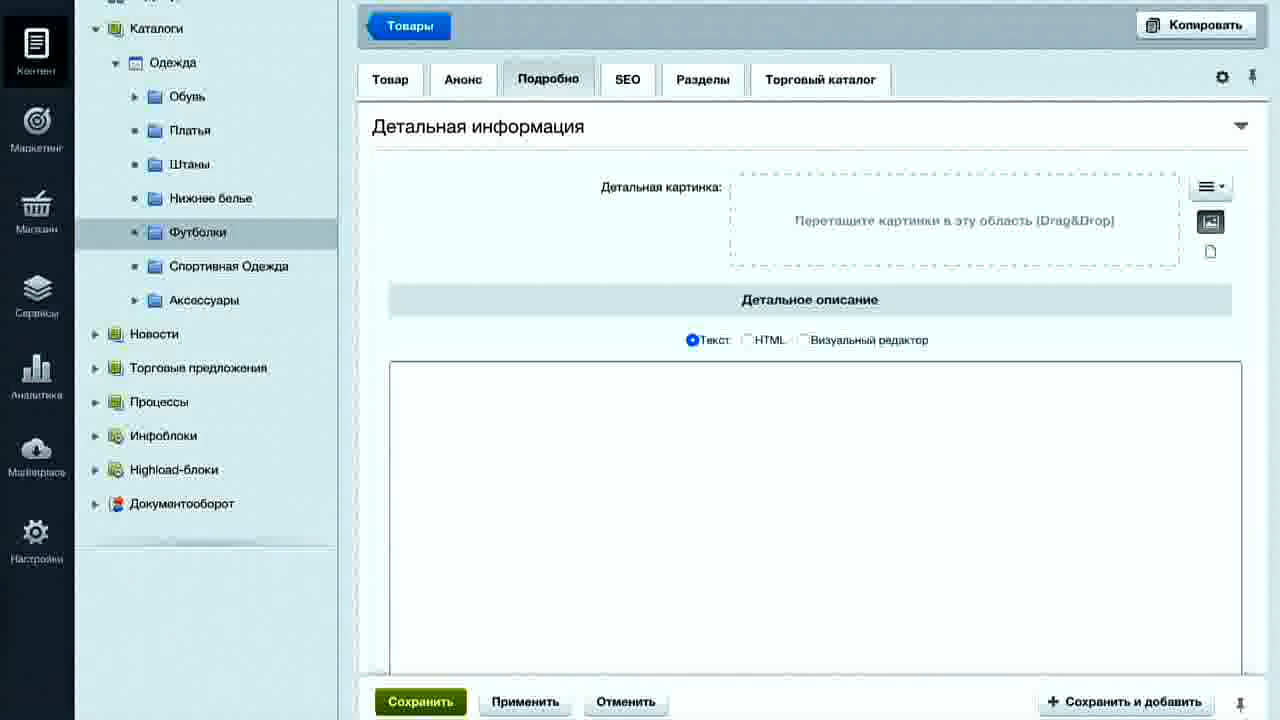 Контент
Маркетинг
Магазин
Сервисы
Аналитика
Marketplace
Настройки
Каталоги
Одежда
Обувь
Платья
Штаны
Нижнее белье
Футболки
Спортивная Одежда
Аксессуары
Новости
Торговые предложения
Процессы
Инфоблоки
Highload-блоки
Документооборот
Товары
Копировать
Товар Анонс Подробно SEO Разделы Торговый каталог
Детальная информация
Детальная картинка:
Перетащите картинки в эту область (Drag&Drop)
Детальное описание
Текст HTML Визуальный редактор
Сохранить Применить Отменить + Сохранить и добавить